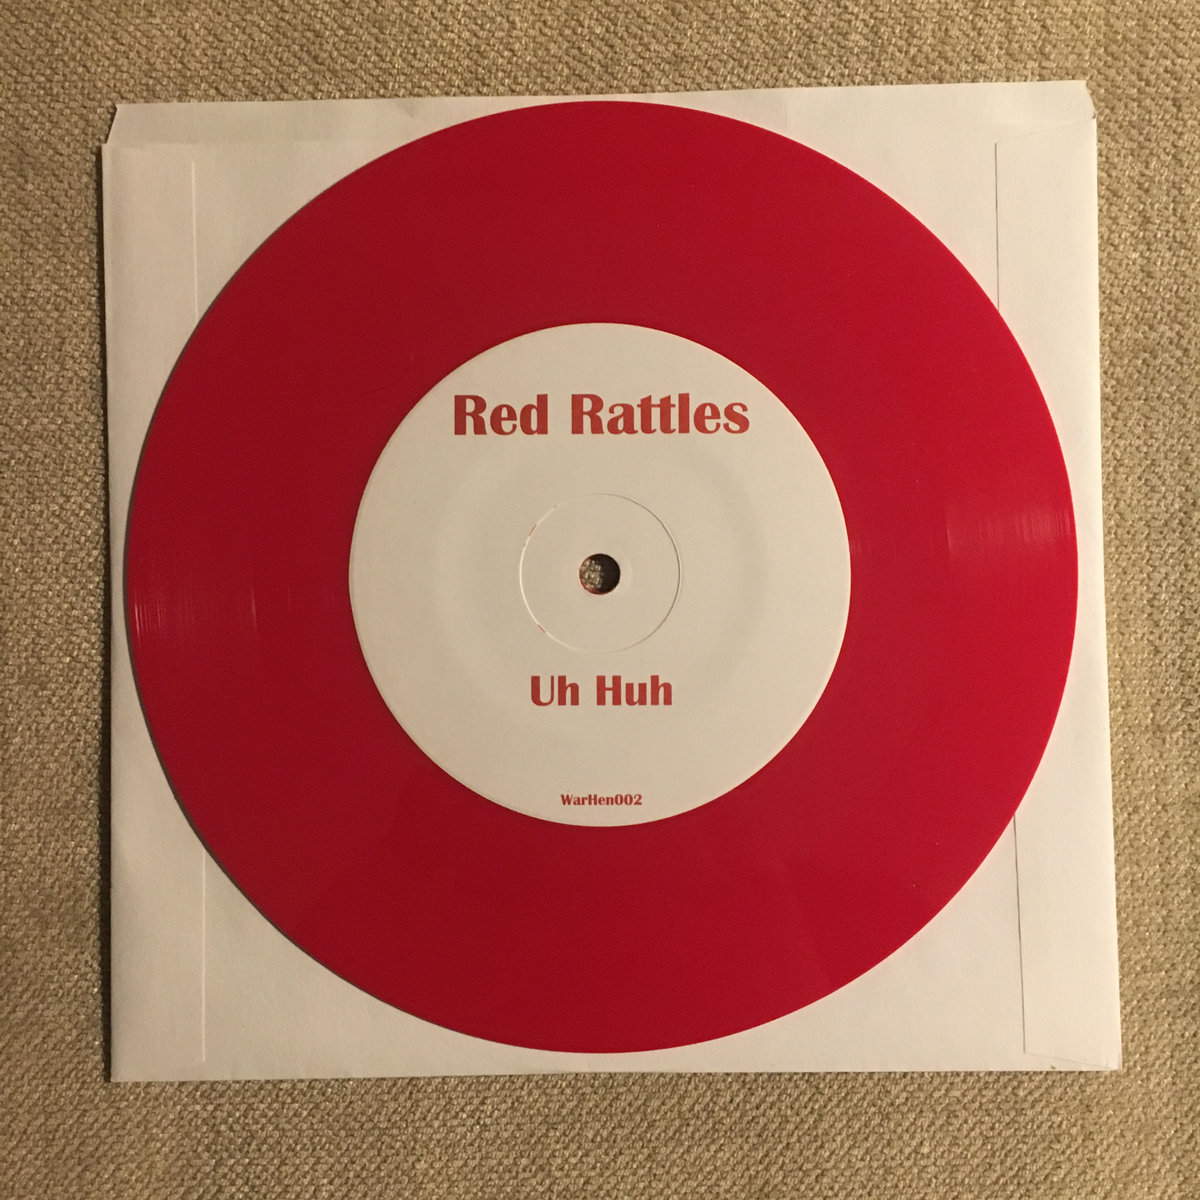 Red Rattles
Uh Huh
WarHen002